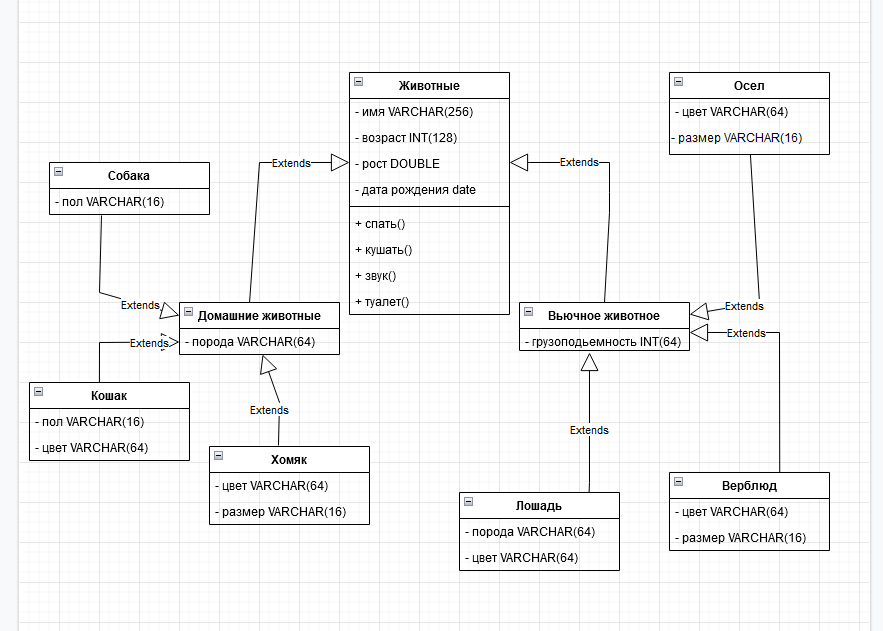 Животные
- имя VARCHAR(256)
- возраст INT(128)
- рост DOUBLE
- дата рождения date
+ спать()
+ кушать()
+ звук()
+ туалет()
Осел
- цвет VARCHAR(64)
- размер VARCHAR(16)
Собака
- пол VARCHAR(16)
Extends
Extends
Extends
Домашние животные
- порода VARCHAR(64)
Вьючное животное
- грузоподьемность INT(64)
Extends
Extends
Extends
Кошак
- пол VARCHAR(16)
- цвет VARCHAR(64)
Extends
Extends
Хомяк
- цвет VARCHAR(64)
- размер VARCHAR(16)
Лошадь
- порода VARCHAR(64)
- цвет VARCHAR(64)
Верблюд
- цвет VARCHAR(64)
- размер VARCHAR(16)